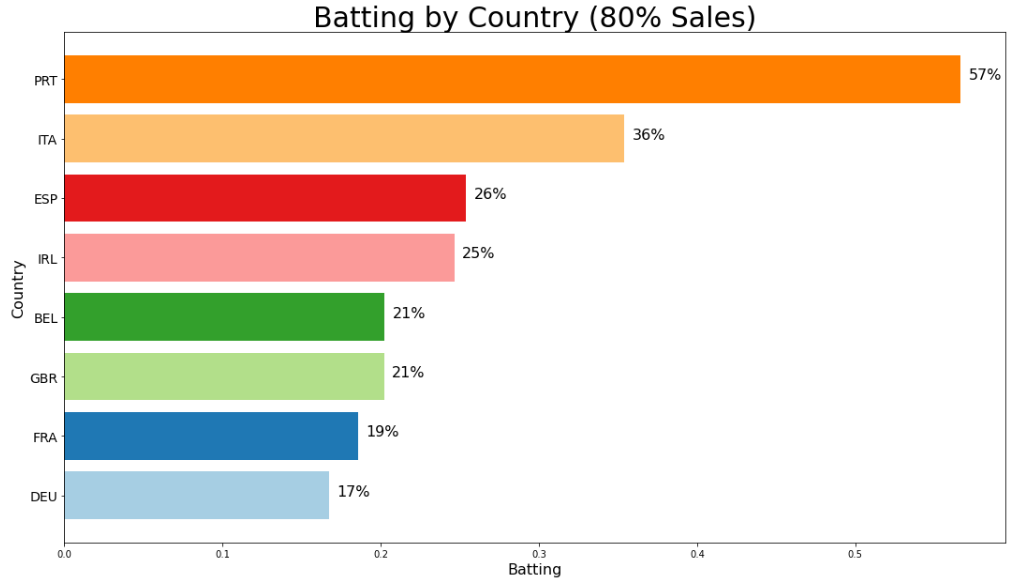 Batting by Country (80% Sales)
PRT
57%
ITA
36%
ESP
26%
IRL
25%
BEL
21%
GBR
21%
FRA
19%
DEU
17%
Country
0.0 0.1 0.2 0.3 0.4 0.5
Batting